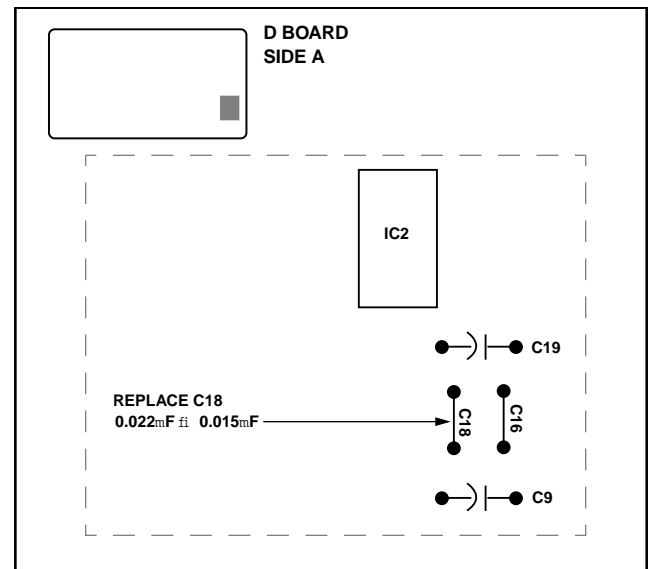 D BOARD
SIDE A
IC2
C19
REPLACE C18
0.022mF fi 0.015mF
C18
C16
C9